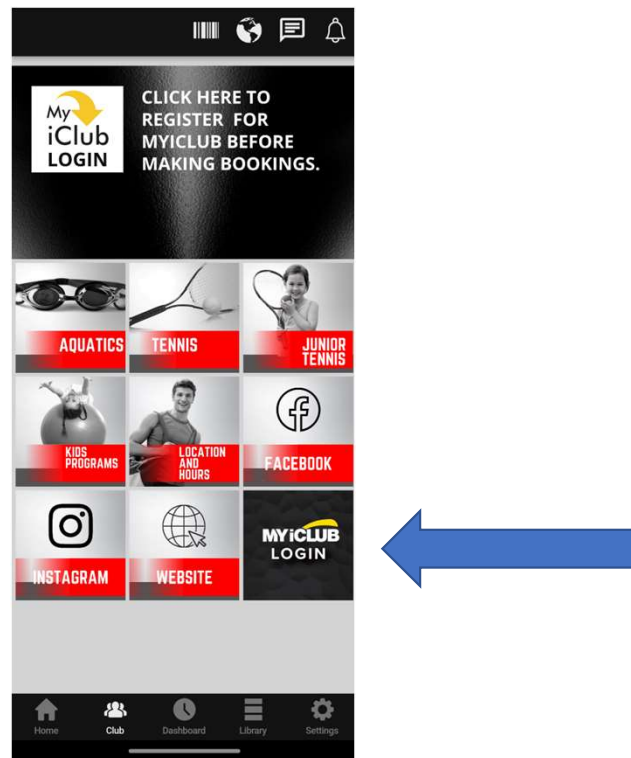 My
iClub
LOGIN
CLICK HERE TO
REGISTER FOR
MYICLUB BEFORE
MAKING BOOKINGS.
AQUATICS
TENNIS
JUNIOR
TENNIS
KIDS
PROGRAMS
LOCATION
AND
HOURS
FACEBOOK
INSTAGRAM
WEBSITE
MYiCLUB
LOGIN
Home
Club
Dashboard
Library
Settings